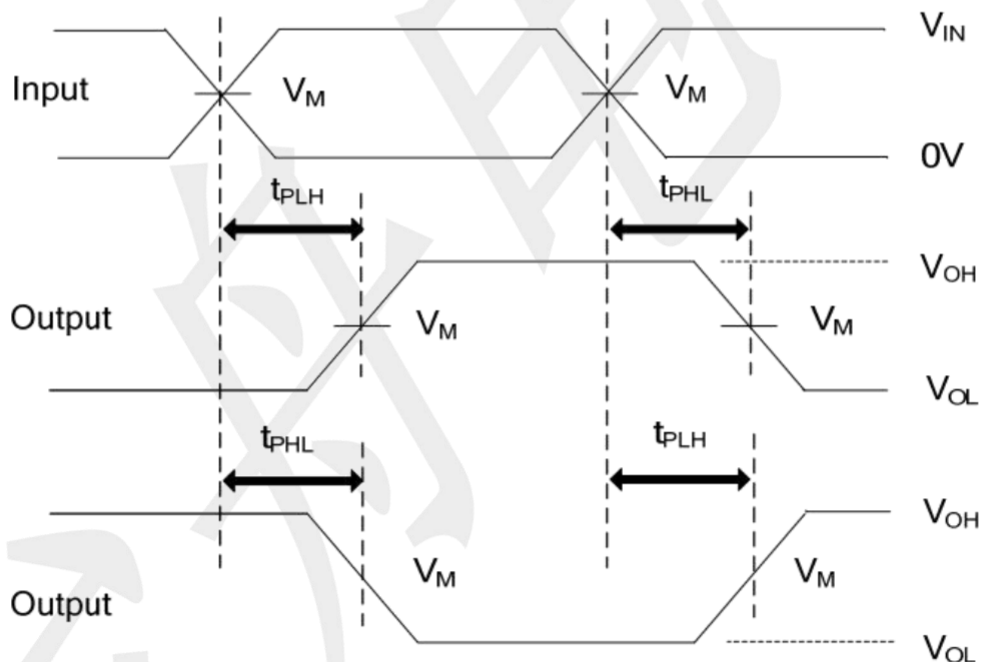 V_IN
Input V_M V_M
0V
t_PLH t_PHL
V_OH
Output V_M V_M
V_OL
t_PHL t_PLH
V_OH
V_M V_M
Output
V_OL